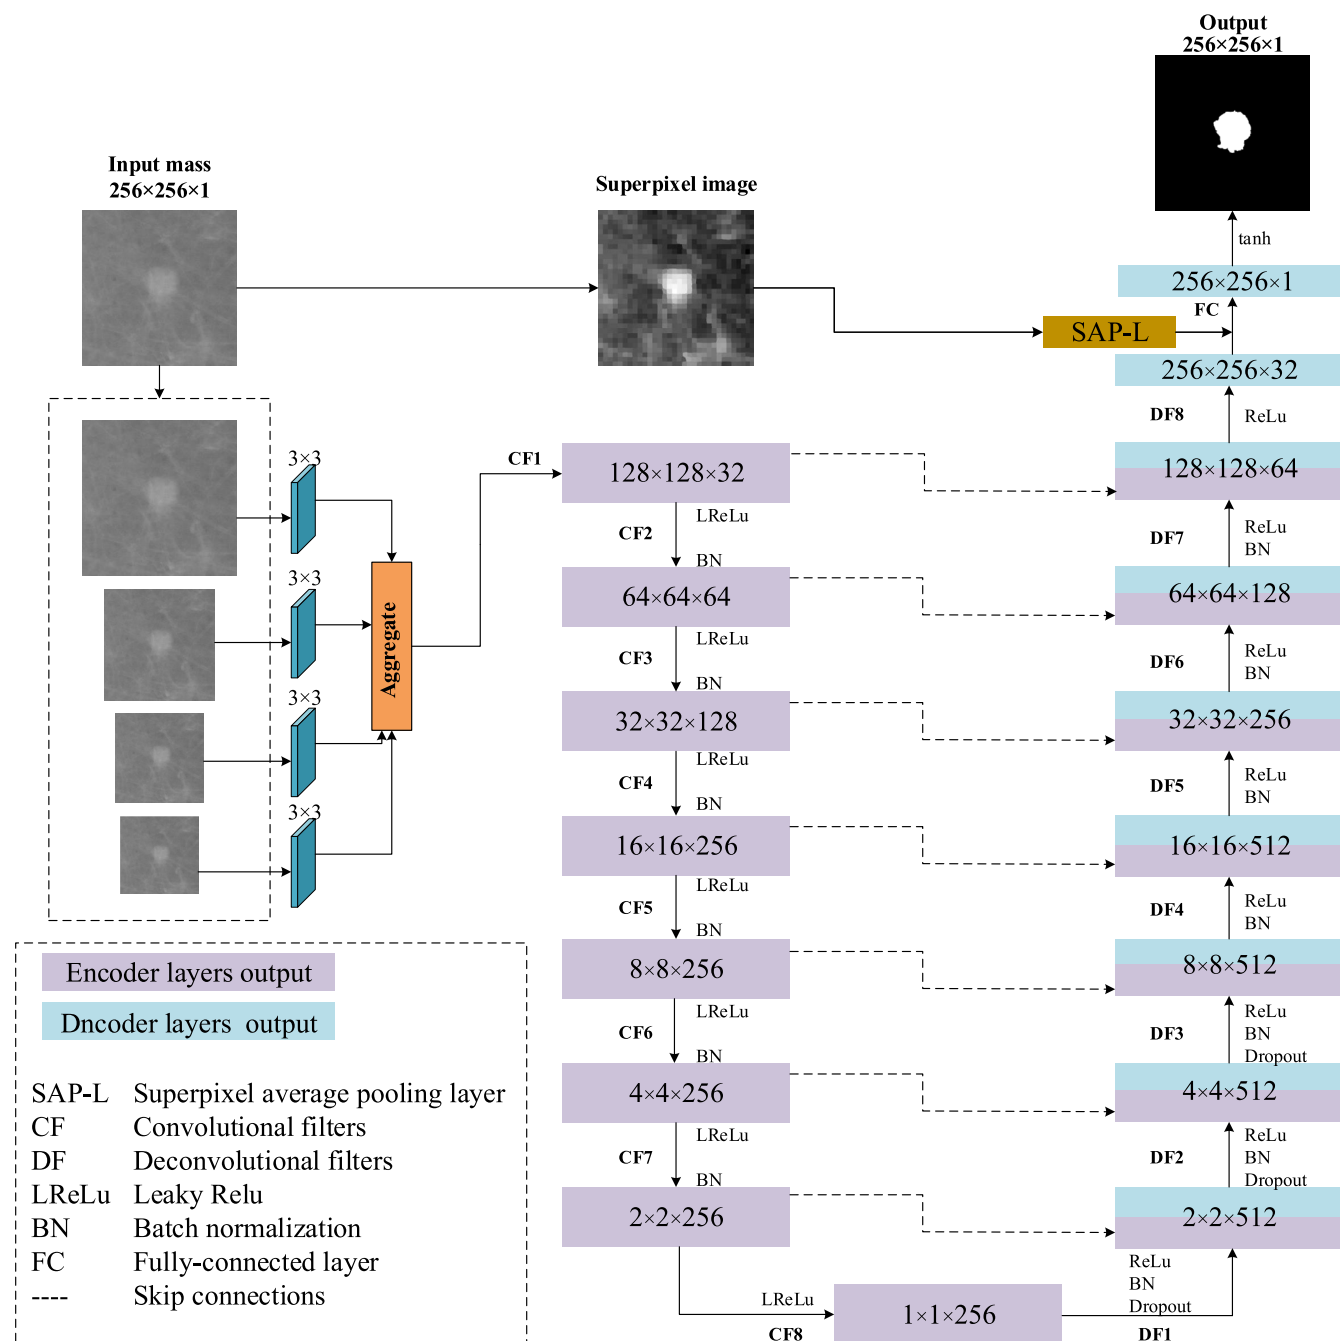 Output
256×256×1
Input mass
256×256×1
Superpixel image
tanh
256×256×1
FC
SAP-L
256×256×32
DF8
ReLu
3×3
3×3
3×3
3×3
Aggregate
CF1
128×128×32
CF2
LReLu
BN
64×64×64
CF3
LReLu
BN
32×32×128
CF4
LReLu
BN
16×16×256
CF5
LReLu
BN
8×8×256
CF6
LReLu
BN
4×4×256
CF7
LReLu
BN
2×2×256
LReLu
CF8
1×1×256
ReLu
BN
Dropout
DF1
128×128×64
DF7
ReLu
BN
64×64×128
DF6
ReLu
BN
32×32×256
DF5
ReLu
BN
16×16×512
DF4
ReLu
BN
8×8×512
DF3
ReLu
BN
Dropout
4×4×512
DF2
ReLu
BN
Dropout
2×2×512
Encoder layers output
Dncoder layers output
SAP-L Superpixel average pooling layer
CF Convolutional filters
DF Deconvolutional filters
LReLu Leaky Relu
BN Batch normalization
FC Fully-connected layer
---- Skip connections